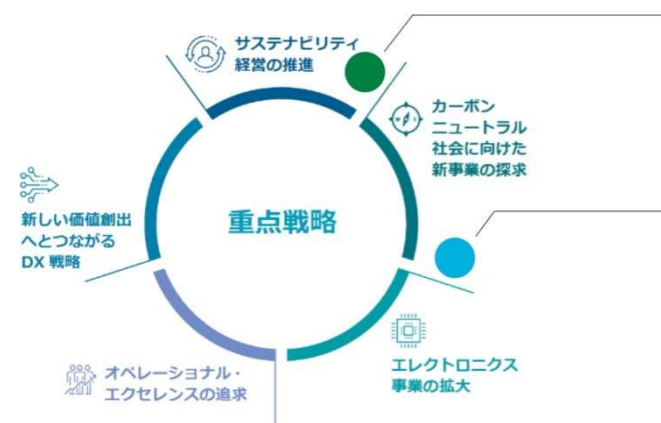 サステナビリティ
経営の推進
カーボン
ニュートラル
社会に向けた
新事業の探求
新しい価値創出
へとつながる
DX 戦略
重点戦略
エレクトロニクス
事業の拡大
オペレーショナル・
エクセレンスの追求